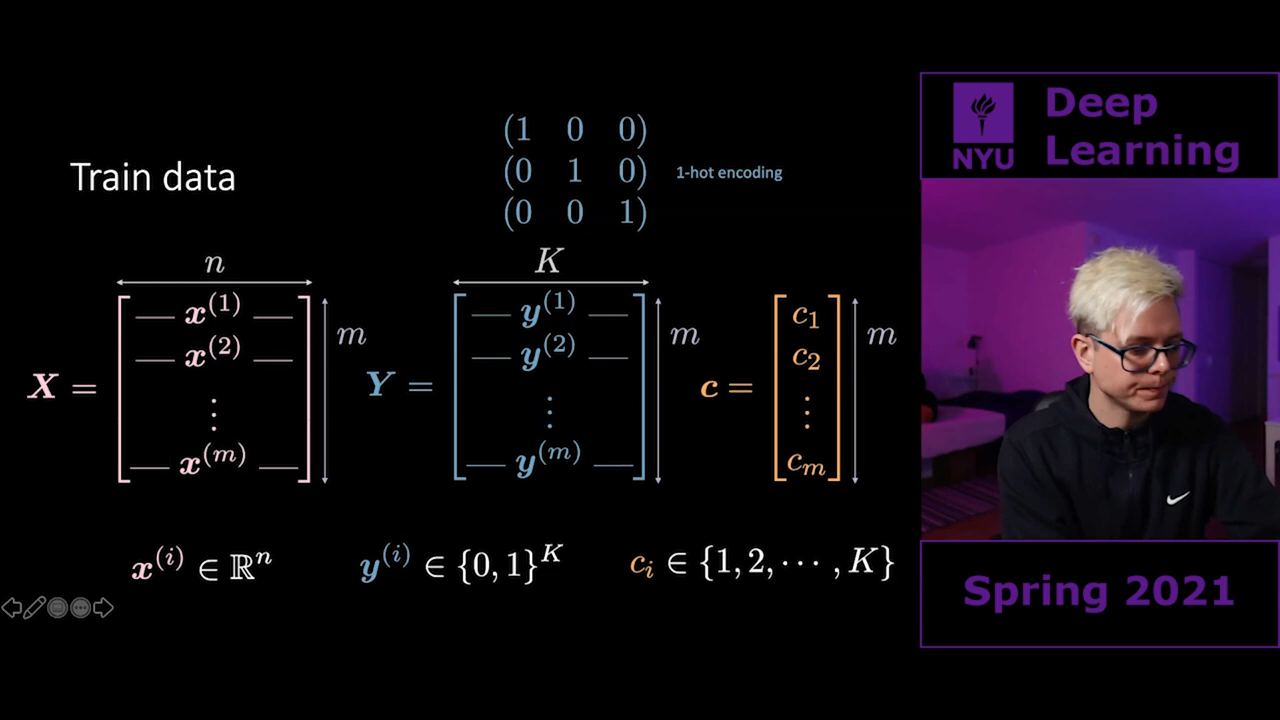 Train data
(1 0 0)
(0 1 0)
(0 0 1)
1-hot encoding
n
K
X =
x^{(1)}
x^{(2)}
⋮
x^{(m)}
m
Y =
y^{(1)}
y^{(2)}
⋮
y^{(m)}
m
c =
c_1
c_2
⋮
c_m
m
x^{(i)} ∈ ℝ^n
y^{(i)} ∈ {0, 1}^K
c_i ∈ {1, 2, ⋯ , K}
NYU
Deep
Learning
Spring 2021